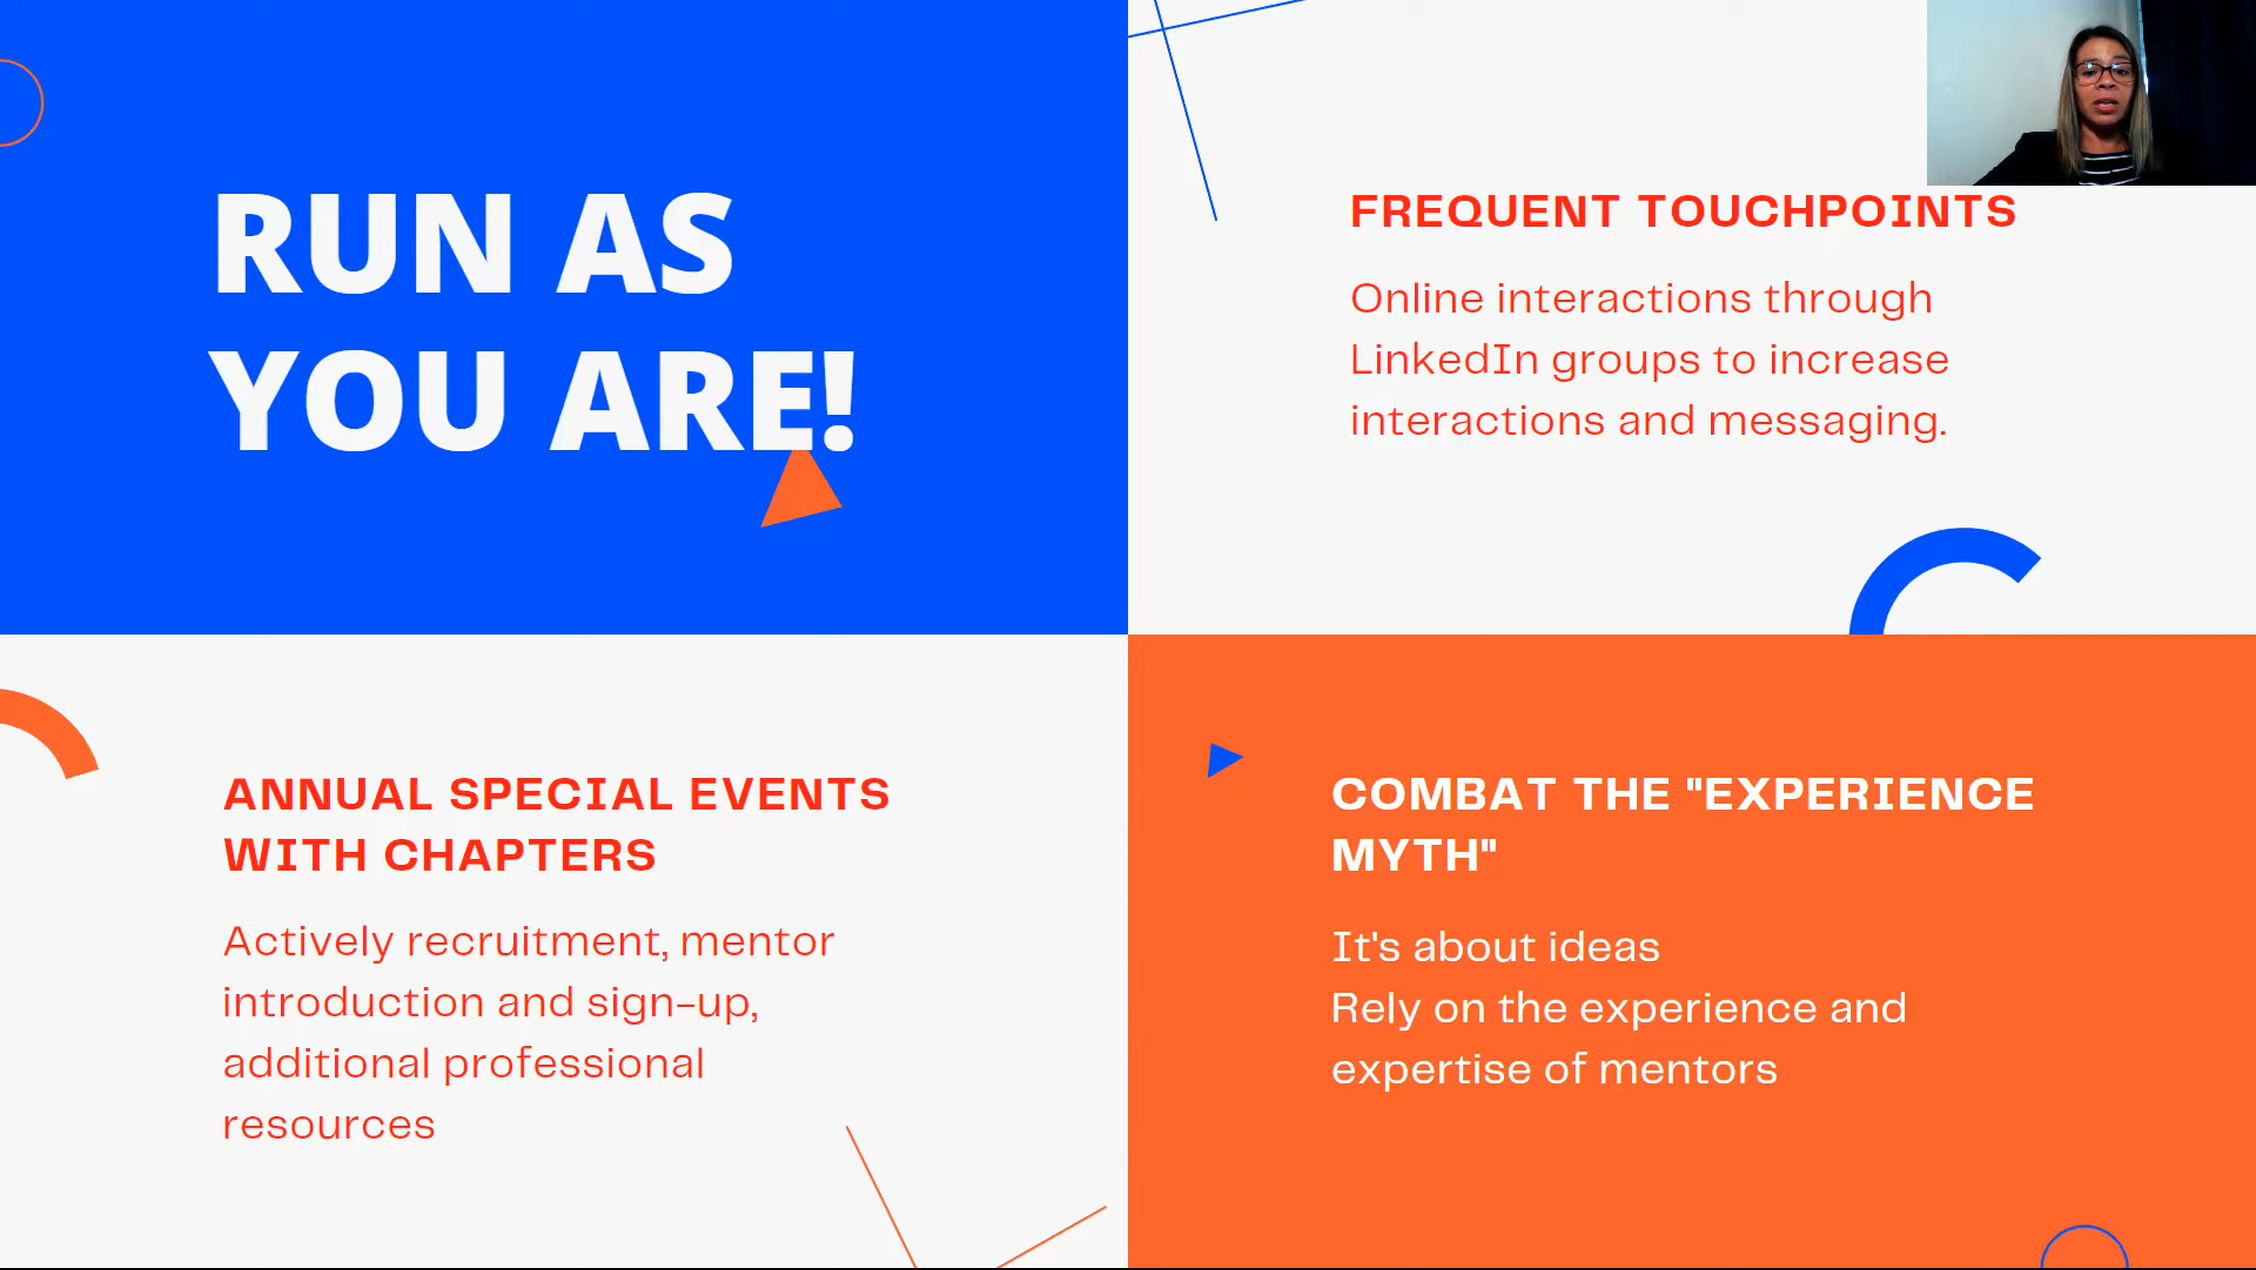 RUN AS
YOU ARE!
FREQUENT TOUCHPOINTS
Online interactions through
LinkedIn groups to increase
interactions and messaging.
ANNUAL SPECIAL EVENTS
WITH CHAPTERS
Actively recruitment, mentor
introduction and sign-up,
additional professional
resources
COMBAT THE "EXPERIENCE
MYTH"
It's about ideas
Rely on the experience and
expertise of mentors